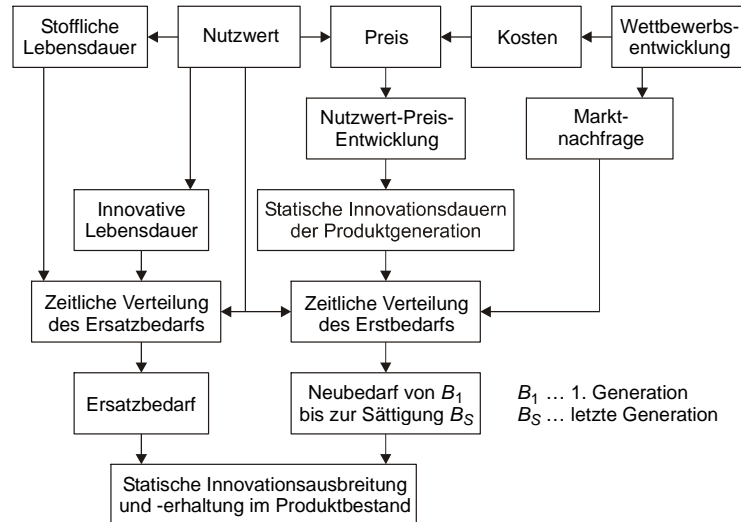 Stoffliche
Lebensdauer
Nutzwert
Preis
Kosten
Wettbewerbs-
entwicklung
Nutzwert-Preis-
Entwicklung
Markt-
nachfrage
Innovative
Lebensdauer
Statische Innovationsdauern
der Produktgeneration
Zeitliche Verteilung
des Ersatzbedarfs
Zeitliche Verteilung
des Erstbedarfs
Ersatzbedarf
Neubedarf von B1
bis zur Sättigung BS
B1 … 1. Generation
BS … letzte Generation
Statische Innovationsausbreitung
und -erhaltung im Produktbestand